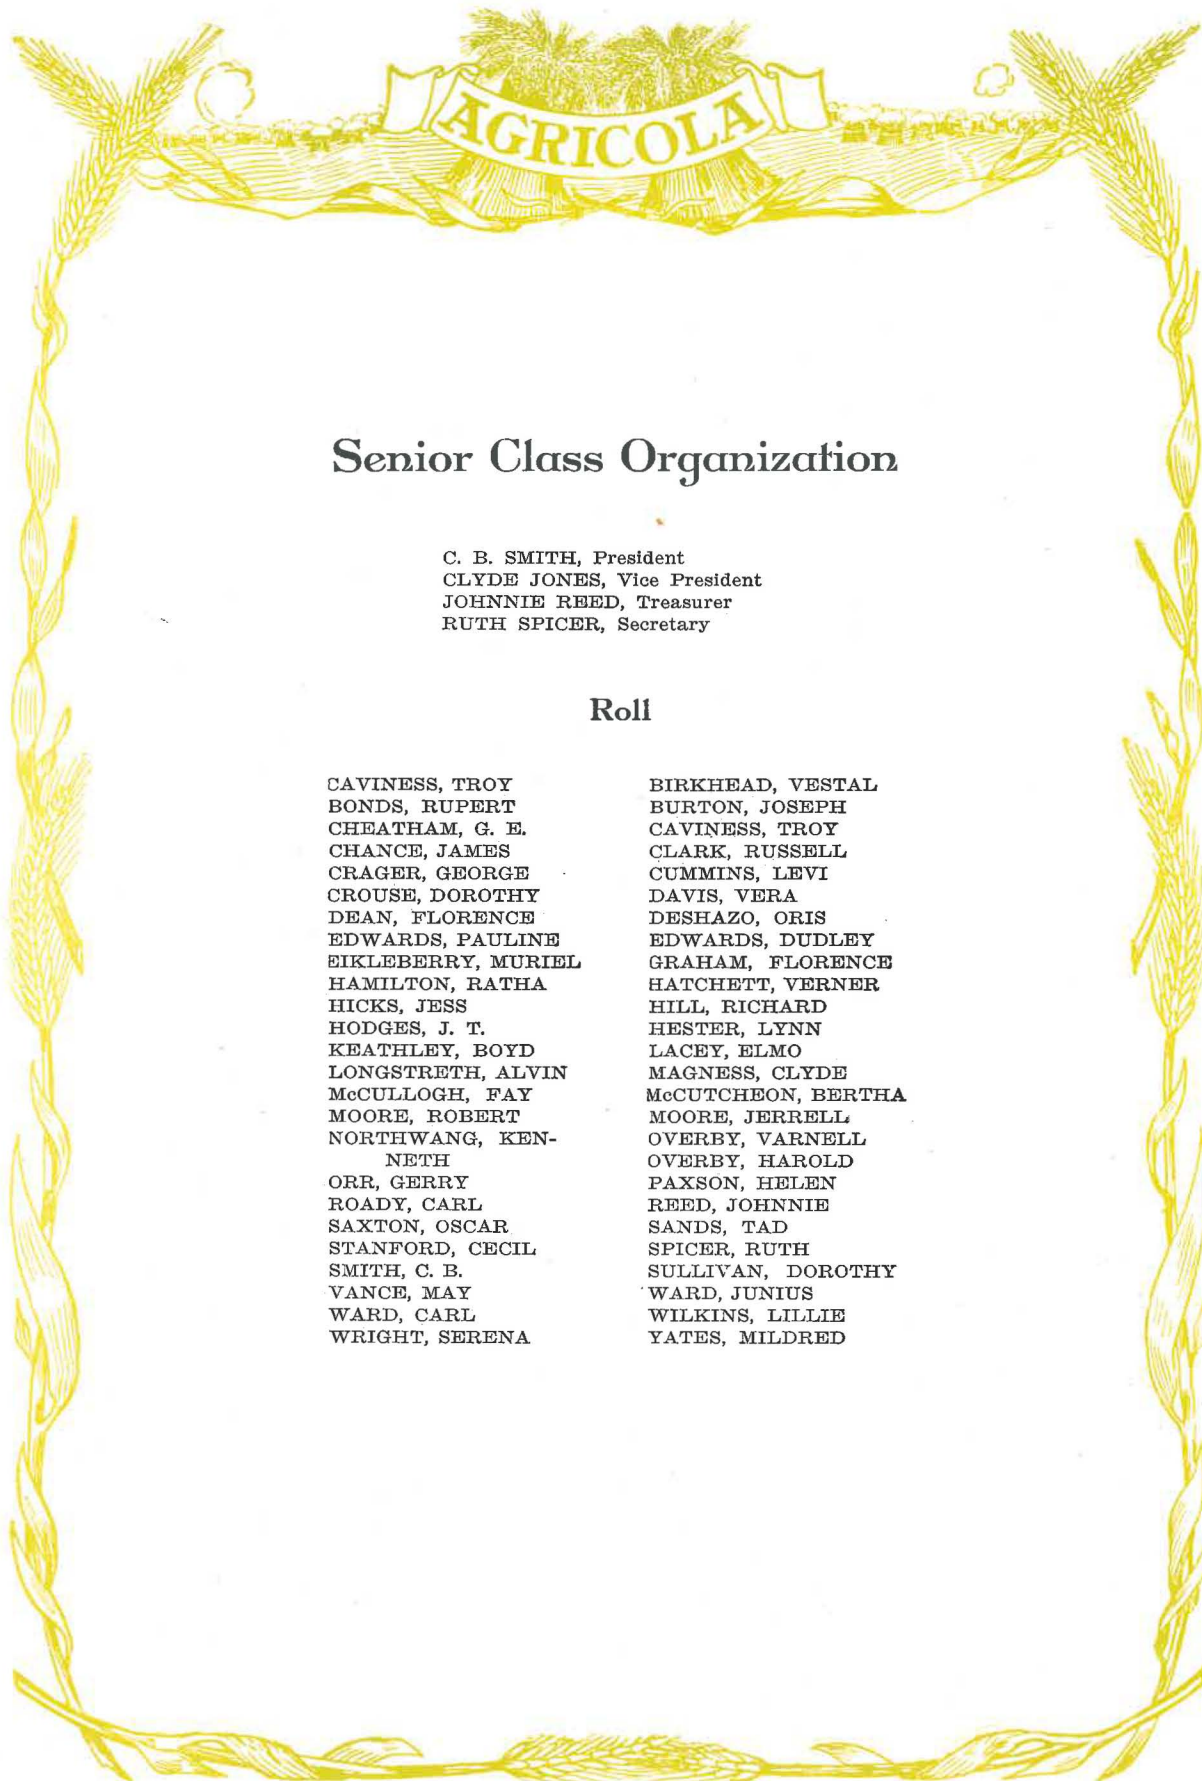 AGRICOLA
Senior Class Organization
C. B. SMITH, President
CLYDE JONES, Vice President
JOHNNIE REED, Treasurer
RUTH SPICER, Secretary
Roll
CAVINESS, TROY
BONDS, RUPERT
CHEATHAM, G. E.
CHANCE, JAMES
CRAGER, GEORGE
CROUSE, DOROTHY
DEAN, FLORENCE
EDWARDS, PAULINE
EIKLEBERRY, MURIEL
HAMILTON, RATHA
HICKS, JESS
HODGES, J. T.
KEATHLEY, BOYD
LONGSTRETH, ALVIN
McCULLOGH, FAY
MOORE, ROBERT
NORTHWANG, KEN-
NETH
ORR, GERRY
ROADY, CARL
SAXTON, OSCAR
STANFORD, CECIL
SMITH, C. B.
VANCE, MAY
WARD, CARL
WRIGHT, SERENA
BIRKHEAD, VESTAL
BURTON, JOSEPH
CAVINESS, TROY
CLARK, RUSSELL
CUMMINS, LEVI
DAVIS, VERA
DESHAZO, ORIS
EDWARDS, DUDLEY
GRAHAM, FLORENCE
HATCHETT, VERNER
HILL, RICHARD
HESTER, LYNN
LACEY, ELMO
MAGNESS, CLYDE
McCUTCHEON, BERTHA
MOORE, JERRELL
OVERBY, VARNELL
OVERBY, HAROLD
PAXSON, HELEN
REED, JOHNNIE
SANDS, TAD
SPICER, RUTH
SULLIVAN, DOROTHY
WARD, JUNIUS
WILKINS, LILLIE
YATES, MILDRED